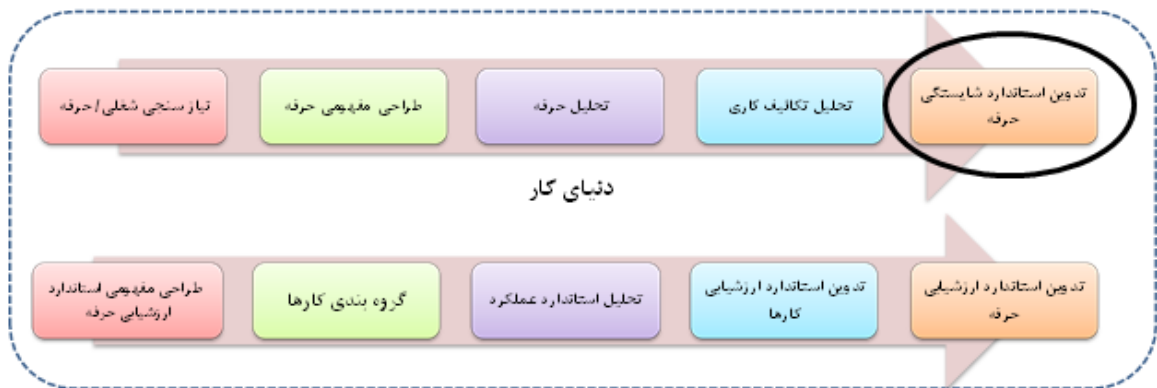 نیاز سنجی شغلی/حرفه
طراحی مفهومی حرفه
تحلیل حرفه
تحلیل تکالیف کاری
تدوین استاندارد شایستگی
حرفه
دنیای کار
طراحی مفهومی استاندارد
ارزشیابی حرفه
گروه بندی کارها
تحلیل استاندارد عملکرد
تدوین استاندارد ارزشیابی
کارها
تدوین استاندارد ارزشیابی
حرفه